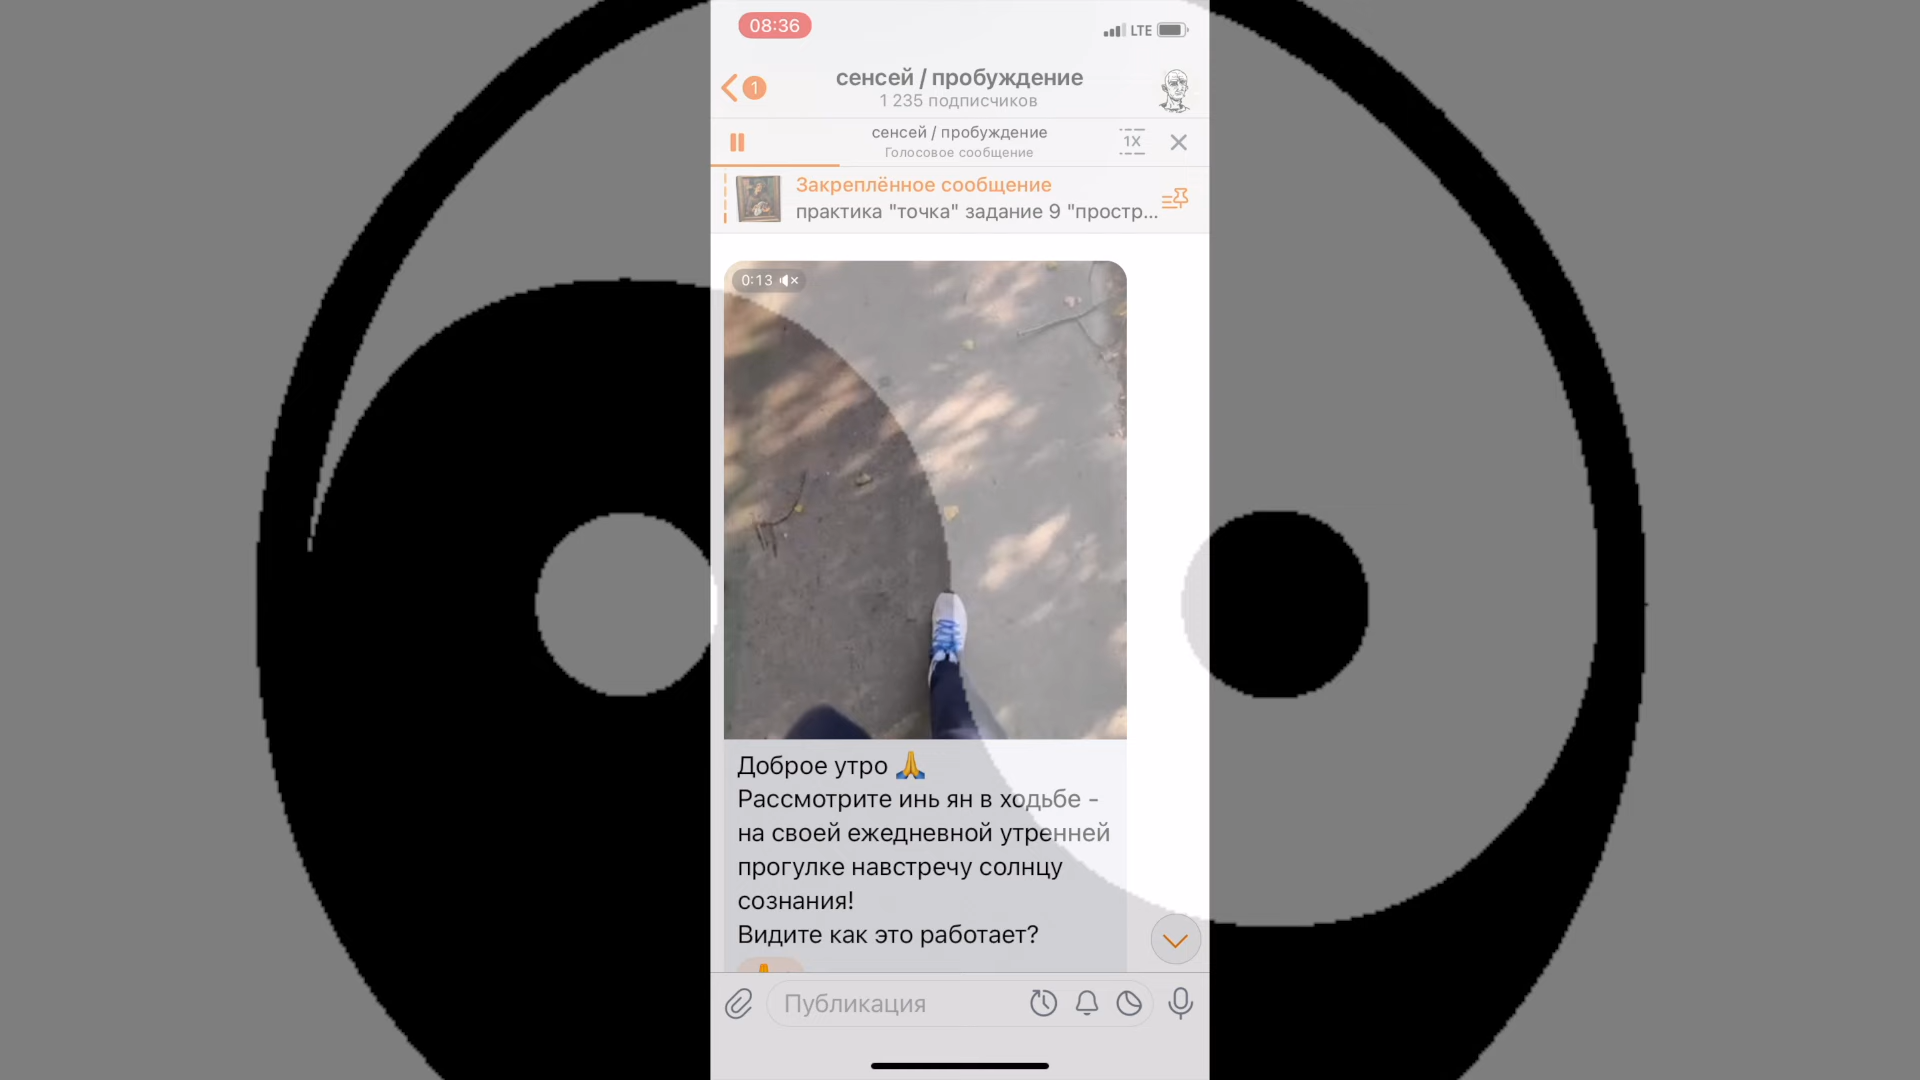 08:36
LTE
1
сенсей / пробуждение
1 235 подписчиков
сенсей / пробуждение
Голосовое сообщение
1X
Закреплённое сообщение
практика "точка" задание 9 "простр...
0:13
Доброе утро 🙏
Рассмотрите инь ян в ходьбе -
на своей ежедневной утренней
прогулке навстречу солнцу
сознания!
Видите как это работает?
Публикация